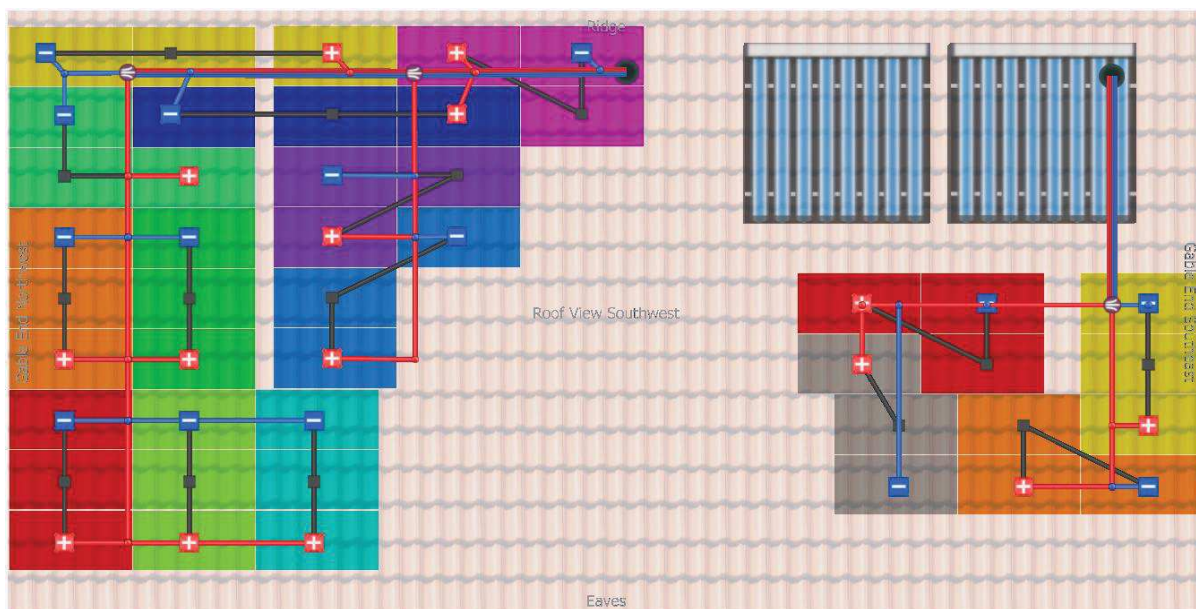 Ridge
Gable End Northwest
Roof View Southwest
Gable End Southeast
Eaves